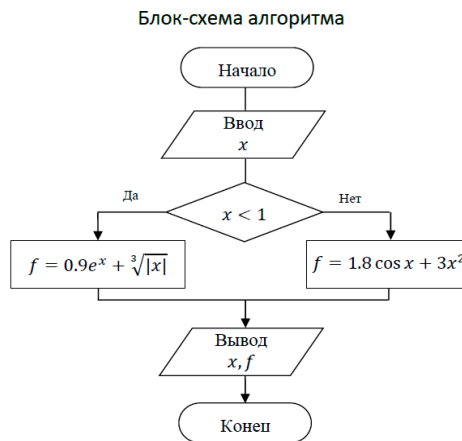 Блок-схема алгоритма
Начало
Ввод
x
Да
x < 1
Нет
f = 0.9e^x + ∛|x|
f = 1.8 cos x + 3x²
Вывод
x, f
Конец